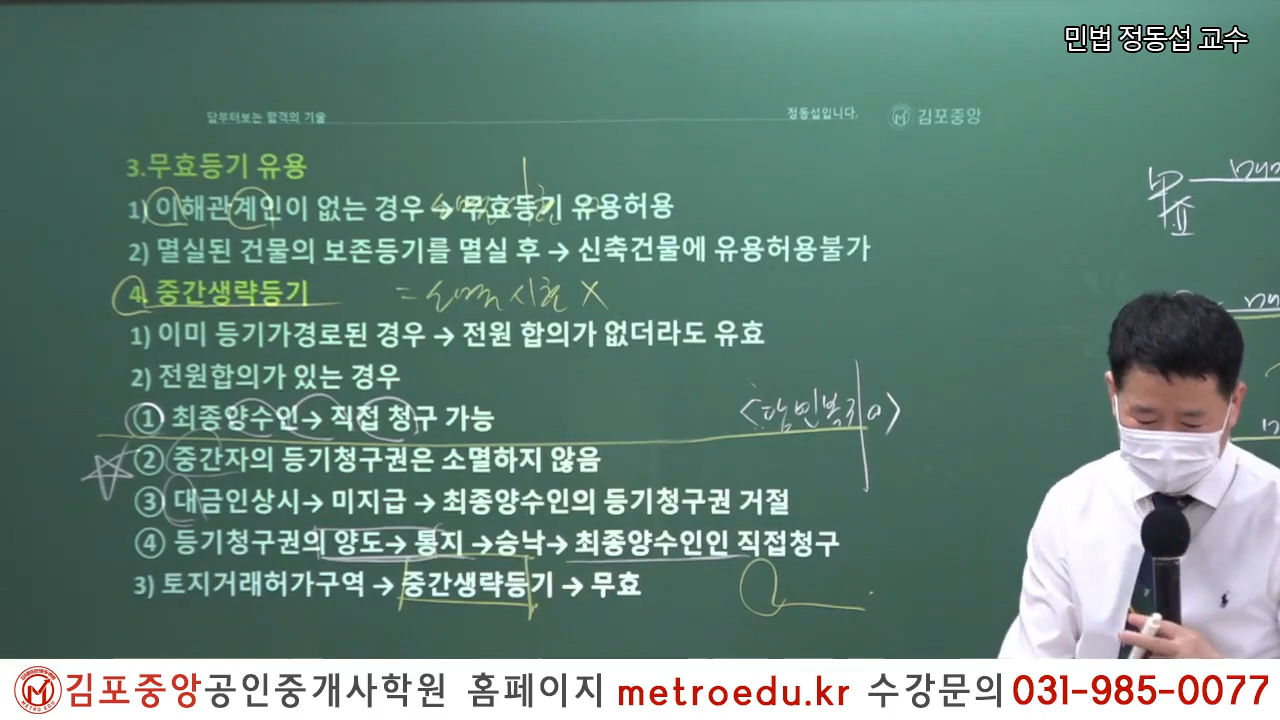 민법 정동섭 교수
답부터보는 합격의 기술
정동섭입니다.
김포중앙
3.무효등기 유용
1) 이해관계인이 없는 경우 → 무효등기 유용허용
2) 멸실된 건물의 보존등기를 멸실 후 → 신축건물에 유용허용불가
4. 중간생략등기
1) 이미 등기가경로된 경우 → 전원 합의가 없더라도 유효
2) 전원합의가 있는 경우
① 최종양수인→ 직접 청구 가능
② 중간자의 등기청구권은 소멸하지 않음
③ 대금인상시→ 미지급 → 최종양수인의 등기청구권 거절
④ 등기청구권의 양도→ 통지 →승낙→ 최종양수인인 직접청구
3) 토지거래허가구역 → 중간생략등기 → 무효
김포중앙공인중개사학원 홈페이지 metroedu.kr 수강문의 031-985-0077